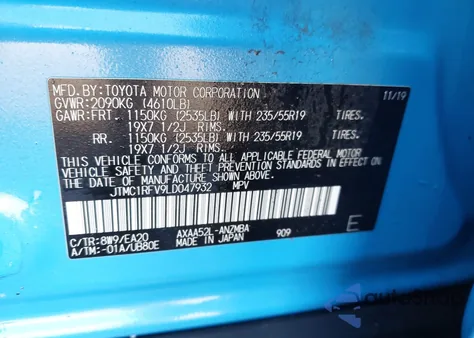 MFD.BY:TOYOTA MOTOR CORPORATION 11/19
GVWR:2090KG (4610LB)
GAWR:FRT. 1150KG (2535LB) WITH 235/55R19 TIRES.
19X7 1/2J RIMS.
RR. 1150KG (2535LB) WITH 235/55R19 TIRES.
19X7 1/2J RIMS.
THIS VEHICLE CONFORMS TO ALL APPLICABLE FEDERAL MOTOR
VEHICLE SAFETY, BUMPER, AND THEFT PREVENTION STANDARDS IN EFFECT
ON THE DATE OF MANUFACTURE SHOWN ABOVE.
JTMC1RFV9LD047932 MPV
C/TR:8W9/EA20 AXAA52L-ANZMBA
A/TM:-01A/UB80E MADE IN JAPAN 909 E